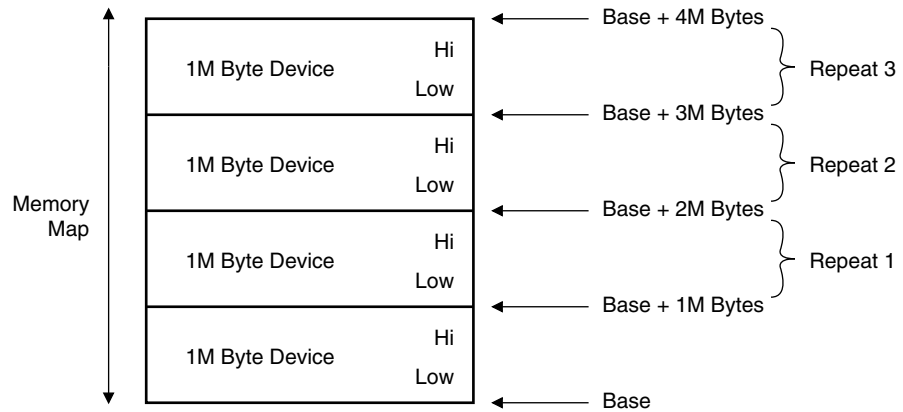 Base + 4M Bytes
Hi
1M Byte Device
Low
Repeat 3
Base + 3M Bytes
Hi
1M Byte Device
Low
Repeat 2
Memory
Map
Base + 2M Bytes
Hi
1M Byte Device
Low
Repeat 1
Base + 1M Bytes
Hi
1M Byte Device
Low
Base